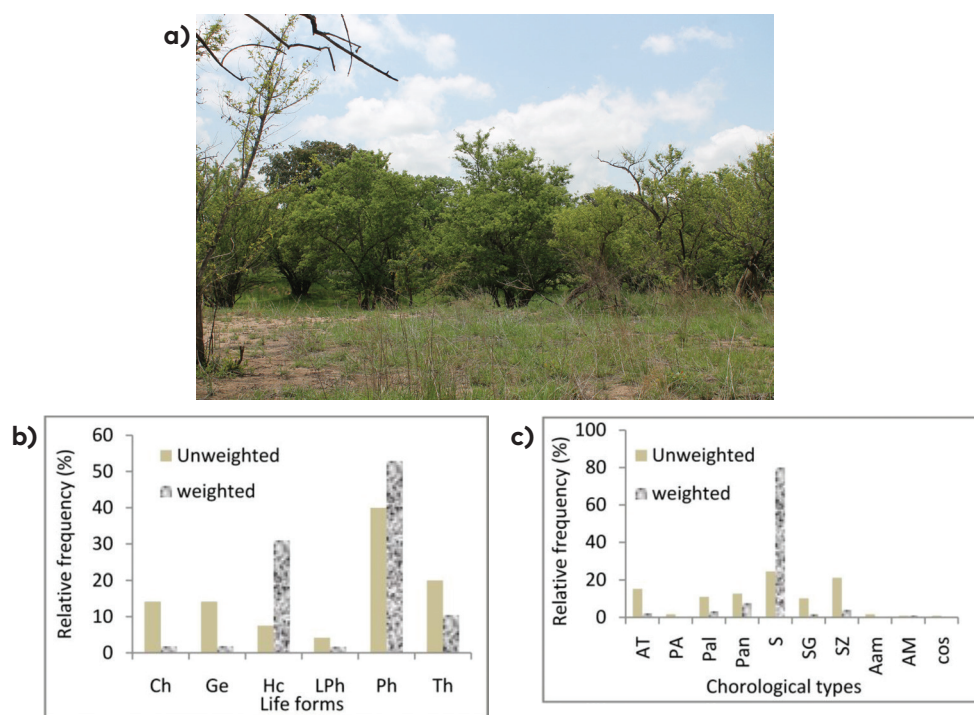 a)
b)
60
50
40
30
20
10
0
Relative frequency (%)
Unweighted
weighted
Ch Ge Hc LPh Ph Th
Life forms
c)
100
80
60
40
20
0
Relative frequency (%)
Unweighted
weighted
AT PA Pal Pan S SG SZ Aam AM cos
Chorological types